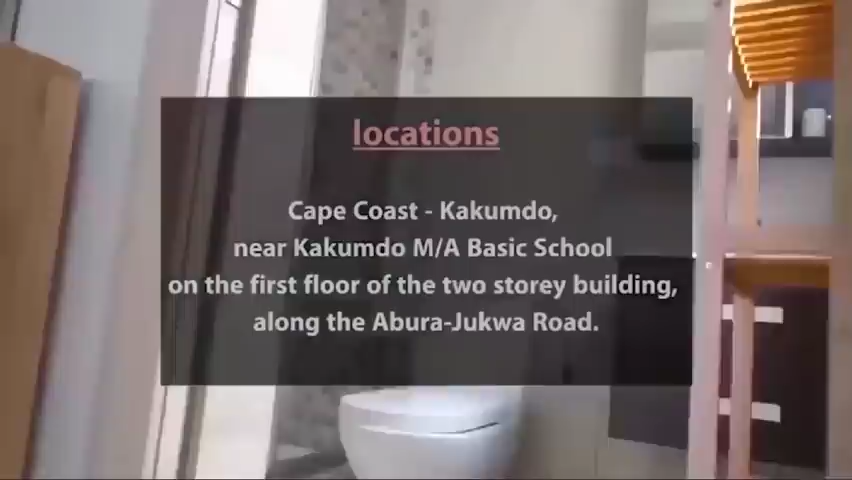 locations
Cape Coast - Kakumdo,
near Kakumdo M/A Basic School
on the first floor of the two storey building,
along the Abura-Jukwa Road.